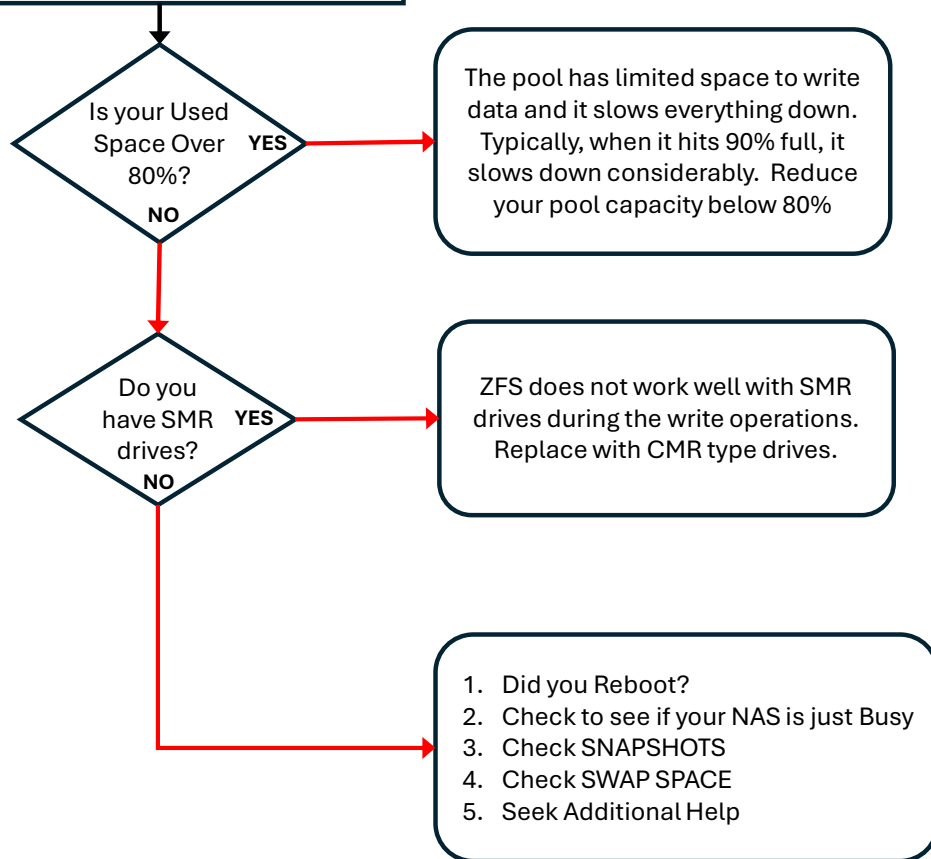 Is your Used
Space Over
80%?
YES
NO
The pool has limited space to write
data and it slows everything down.
Typically, when it hits 90% full, it
slows down considerably.  Reduce
your pool capacity below 80%
Do you
have SMR
drives?
YES
NO
ZFS does not work well with SMR
drives during the write operations.
Replace with CMR type drives.
1. Did you Reboot?
2. Check to see if your NAS is just Busy
3. Check SNAPSHOTS
4. Check SWAP SPACE
5. Seek Additional Help